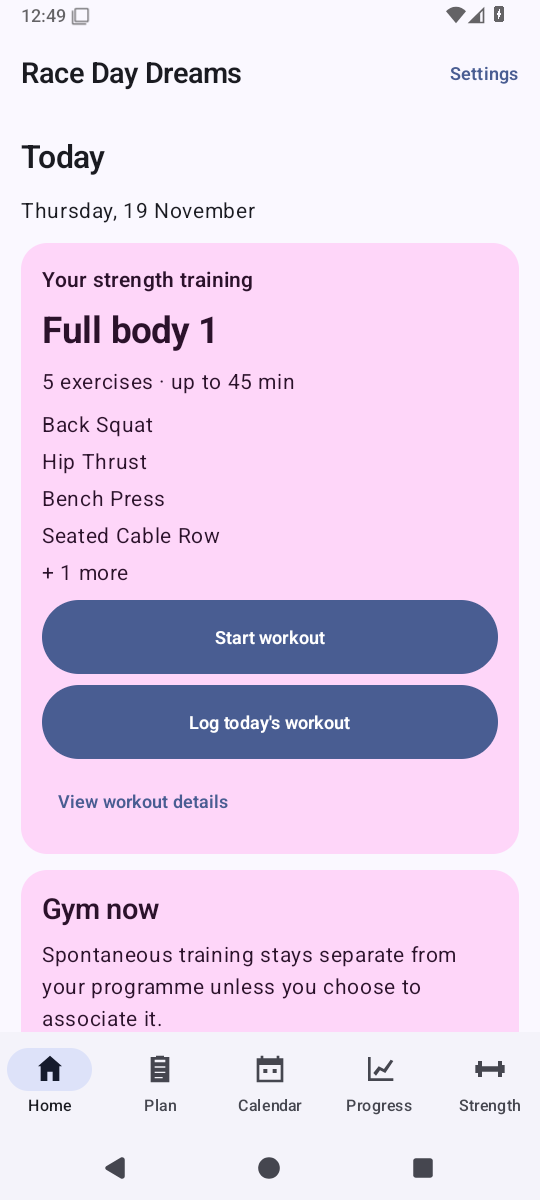 12:49
Race Day Dreams
Settings
Today
Thursday, 19 November
Your strength training
Full body 1
5 exercises · up to 45 min
Back Squat
Hip Thrust
Bench Press
Seated Cable Row
+ 1 more
Start workout
Log today's workout
View workout details
Gym now
Spontaneous training stays separate from
your programme unless you choose to
associate it.
Home
Plan
Calendar
Progress
Strength